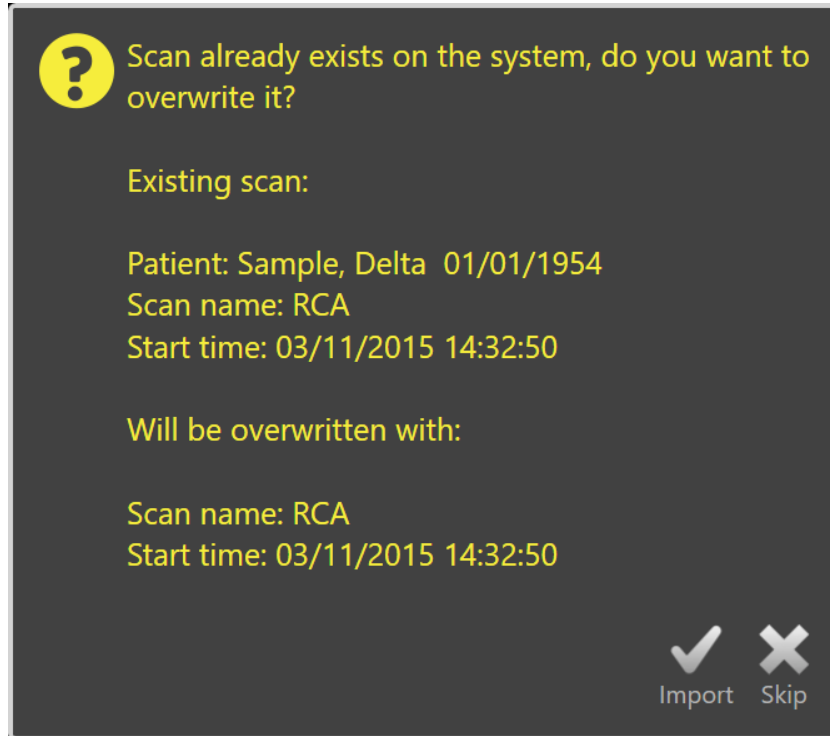 Scan already exists on the system, do you want to
overwrite it?
Existing scan:
Patient: Sample, Delta  01/01/1954
Scan name: RCA
Start time: 03/11/2015 14:32:50
Will be overwritten with:
Scan name: RCA
Start time: 03/11/2015 14:32:50
Import Skip